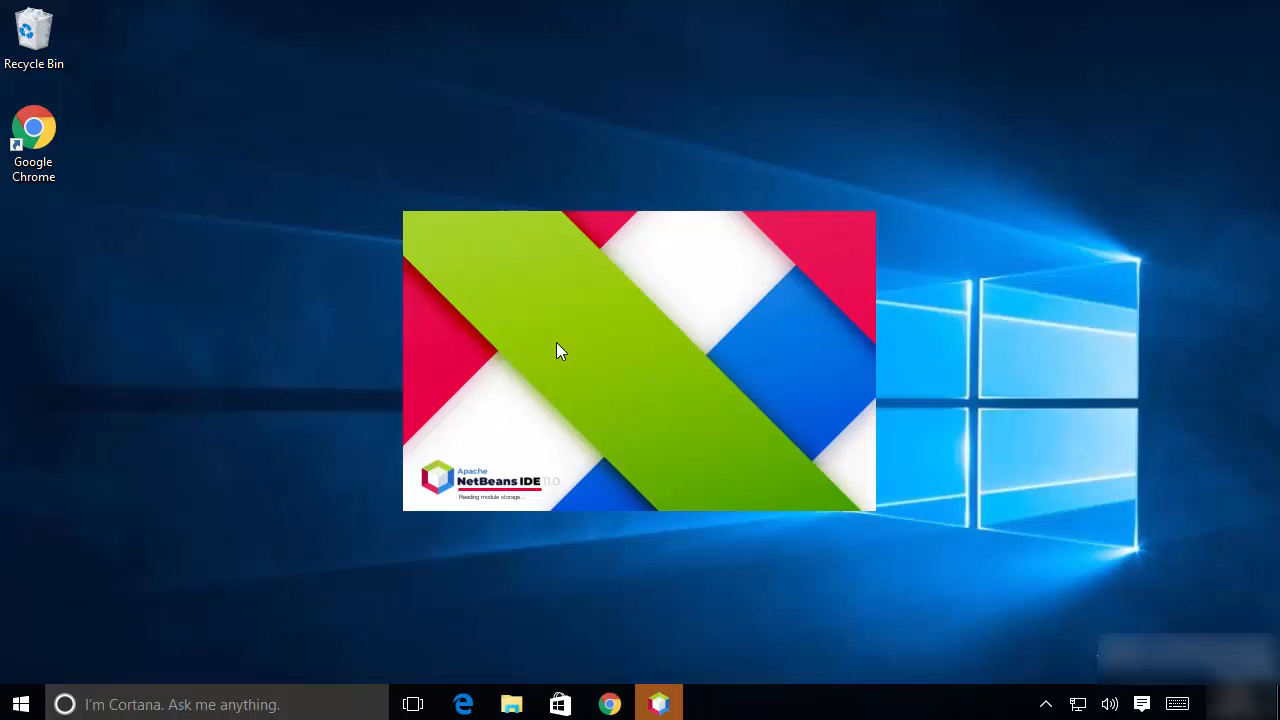 Recycle Bin
Google
Chrome
Apache
NetBeans IDE 11.0
Reading module storage...
I'm Cortana. Ask me anything.